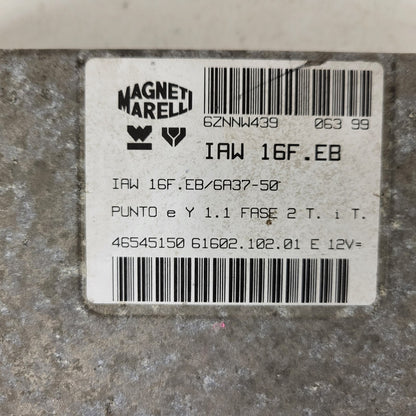 MAGNETI
MARELLI
6ZNNW439 063 99
IAW 16F.EB
IAW 16F.EB/6A37-50
PUNTO e Y 1.1 FASE 2 T. i T.
46545150 61602.102.01 E 12V=